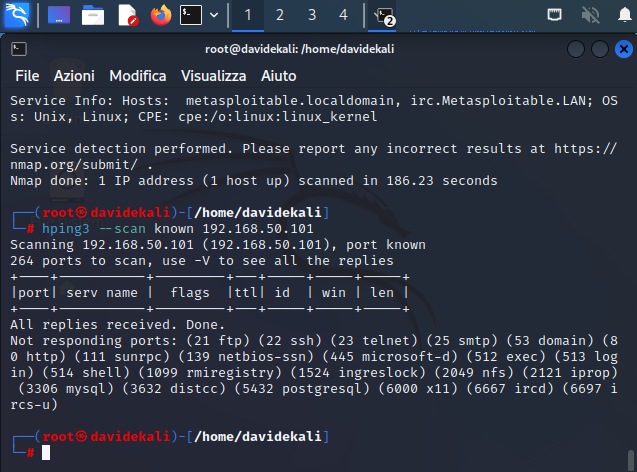 1 2 3 4 2
root@davidekali: /home/davidekali
File Azioni Modifica Visualizza Aiuto
Service Info: Hosts:  metasploitable.localdomain, irc.Metasploitable.LAN; OS
s: Unix, Linux; CPE: cpe:/o:linux:linux_kernel
Service detection performed. Please report any incorrect results at https://
nmap.org/submit/ .
Nmap done: 1 IP address (1 host up) scanned in 186.23 seconds
┌──(root㉿davidekali)-[/home/davidekali]
└─# hping3 --scan known 192.168.50.101
Scanning 192.168.50.101 (192.168.50.101), port known
264 ports to scan, use -V to see all the replies
+----+-----------+---------+---+-----+-----+-----+
|port| serv name |  flags  |ttl| id  | win | len |
+----+-----------+---------+---+-----+-----+-----+
All replies received. Done.
Not responding ports: (21 ftp) (22 ssh) (23 telnet) (25 smtp) (53 domain) (8
0 http) (111 sunrpc) (139 netbios-ssn) (445 microsoft-d) (512 exec) (513 log
in) (514 shell) (1099 rmiregistry) (1524 ingreslock) (2049 nfs) (2121 iprop)
 (3306 mysql) (3632 distcc) (5432 postgresql) (6000 x11) (6667 ircd) (6697 i
rcs-u)
┌──(root㉿davidekali)-[/home/davidekali]
└─#